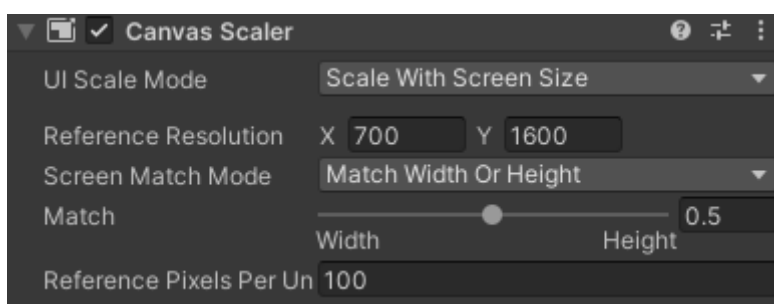 Canvas Scaler
UI Scale Mode Scale With Screen Size
Reference Resolution X 700 Y 1600
Screen Match Mode Match Width Or Height
Match 0.5
Width Height
Reference Pixels Per Un 100